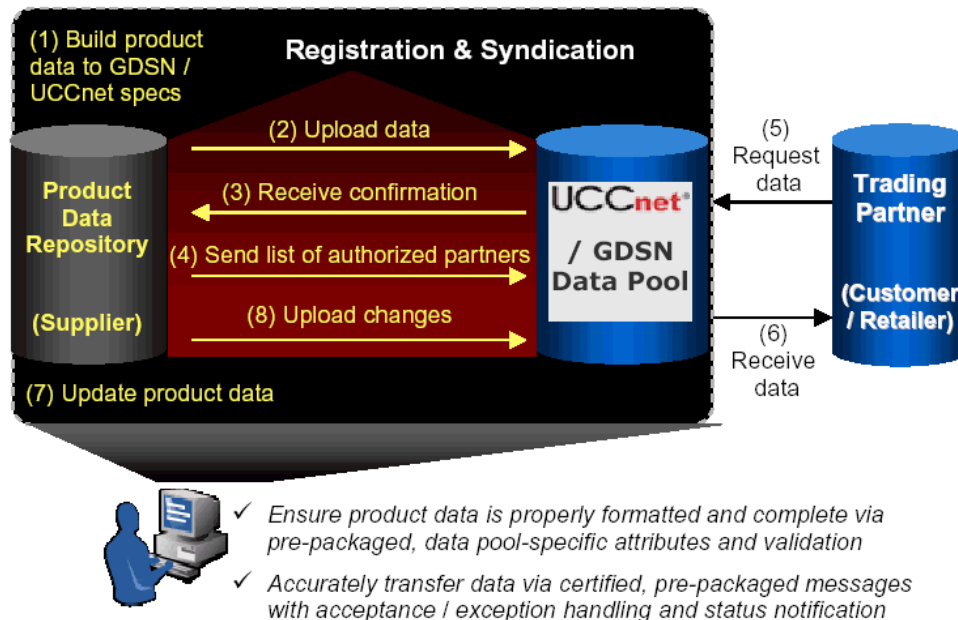 (1) Build product
data to GDSN /
UCCnet specs
Registration & Syndication
(2) Upload data
(3) Receive confirmation
(4) Send list of authorized partners
(8) Upload changes
Product
Data
Repository
(Supplier)
UCCnet®
/ GDSN
Data Pool
(5)
Request
data
Trading
Partner
(Customer
/ Retailer)
(6)
Receive
data
(7) Update product data
✓ Ensure product data is properly formatted and complete via
pre-packaged, data pool-specific attributes and validation
✓ Accurately transfer data via certified, pre-packaged messages
with acceptance / exception handling and status notification